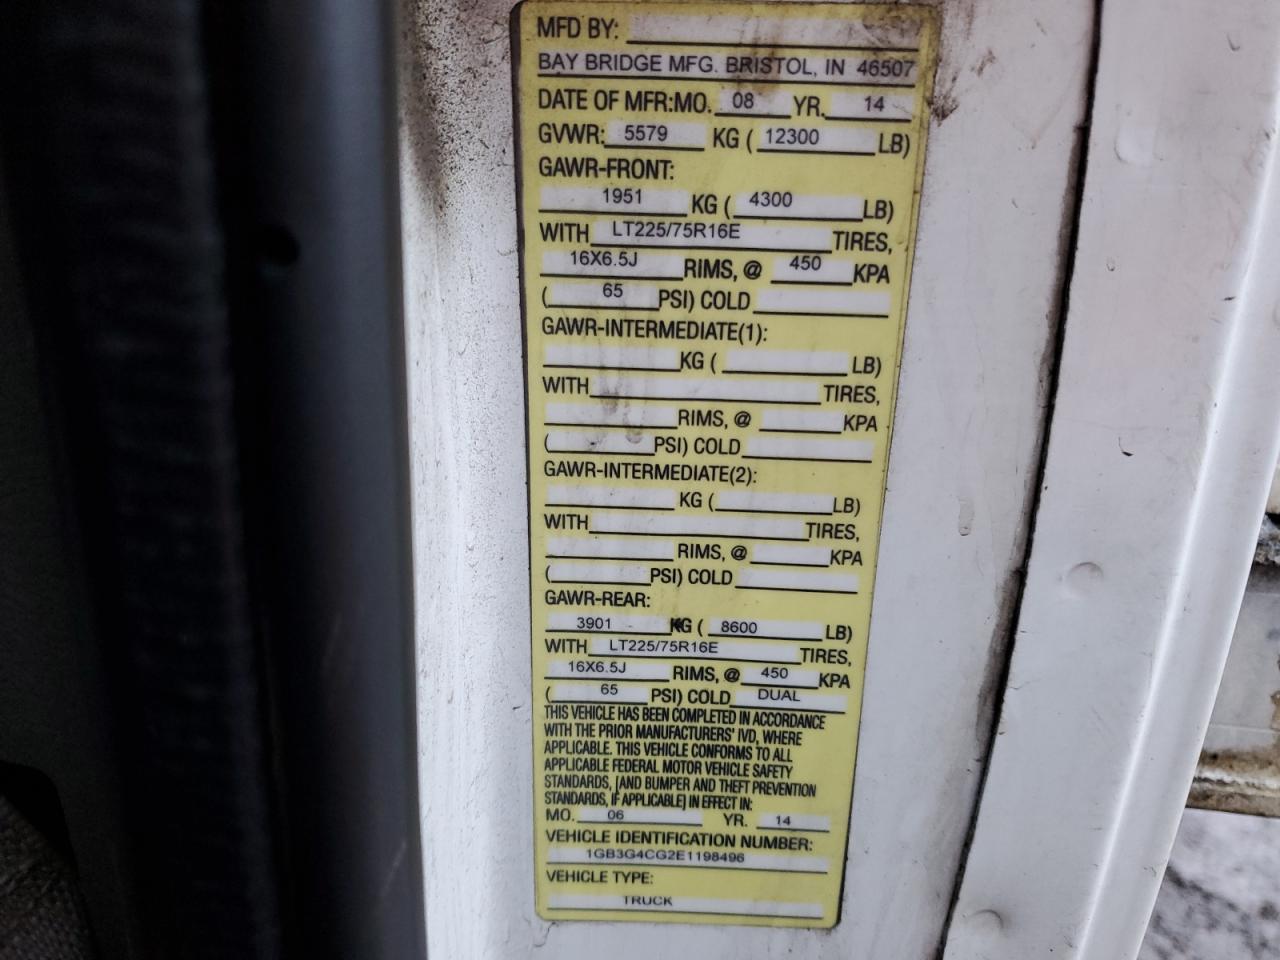 MFD BY:
BAY BRIDGE MFG. BRISTOL, IN 46507
DATE OF MFR:MO. 08 YR. 14
GVWR: 5579 KG ( 12300 LB)
GAWR-FRONT:
1951 KG ( 4300 LB)
WITH LT225/75R16E TIRES,
16X6.5J RIMS, @ 450 KPA
( 65 PSI) COLD
GAWR-INTERMEDIATE(1):
KG ( LB)
WITH TIRES,
RIMS, @ KPA
( PSI) COLD
GAWR-INTERMEDIATE(2):
KG ( LB)
WITH TIRES,
RIMS, @ KPA
( PSI) COLD
GAWR-REAR:
3901 KG ( 8600 LB)
WITH LT225/75R16E TIRES,
16X6.5J RIMS, @ 450 KPA
( 65 PSI) COLD DUAL
THIS VEHICLE HAS BEEN COMPLETED IN ACCORDANCE
WITH THE PRIOR MANUFACTURERS' IVD, WHERE
APPLICABLE. THIS VEHICLE CONFORMS TO ALL
APPLICABLE FEDERAL MOTOR VEHICLE SAFETY
STANDARDS, [AND BUMPER AND THEFT PREVENTION
STANDARDS, IF APPLICABLE] IN EFFECT IN:
MO. 06 YR. 14
VEHICLE IDENTIFICATION NUMBER:
1GB3G4CG2E1198496
VEHICLE TYPE:
TRUCK